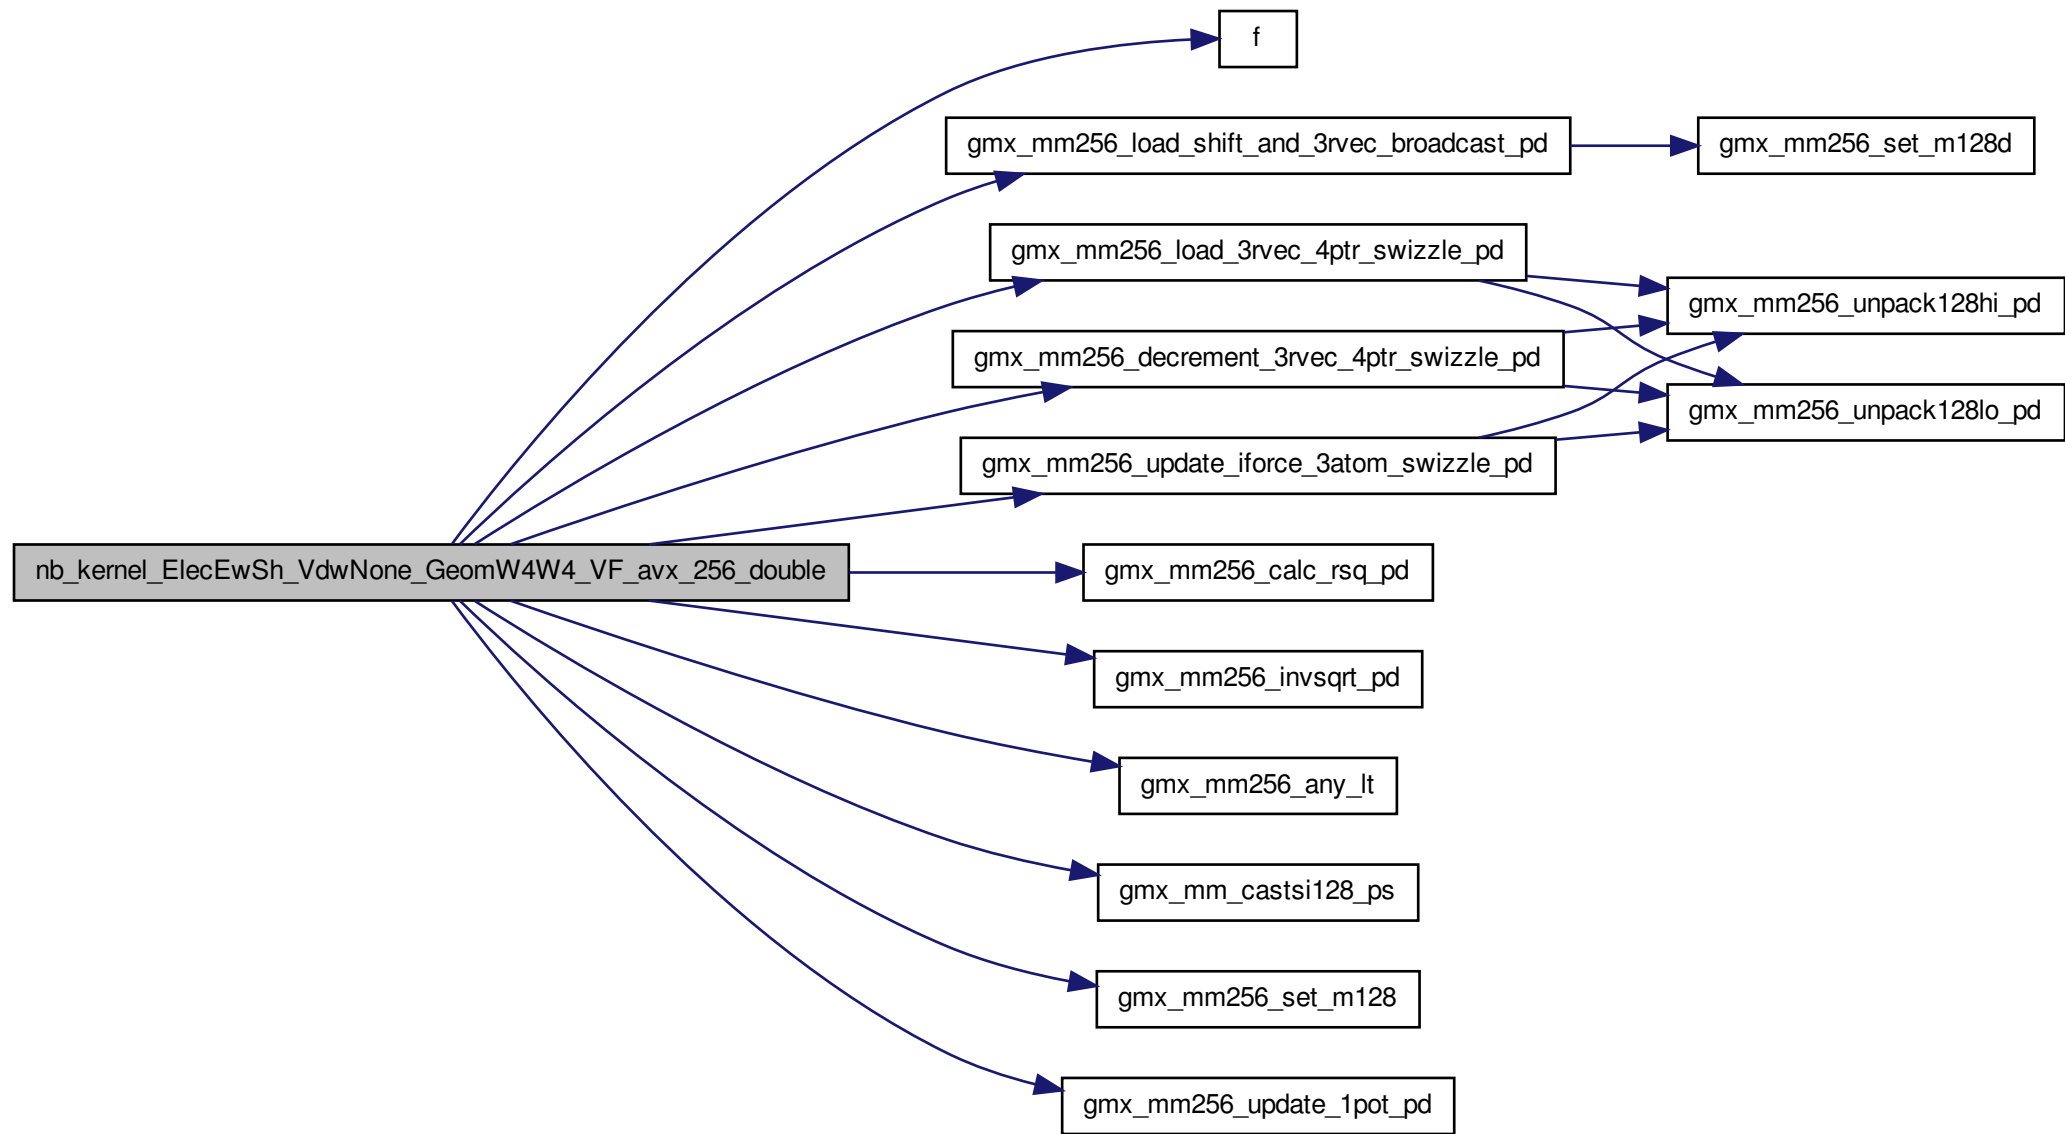 f
gmx_mm256_load_shift_and_3rvec_broadcast_pd
gmx_mm256_set_m128d
gmx_mm256_load_3rvec_4ptr_swizzle_pd
gmx_mm256_unpack128hi_pd
gmx_mm256_decrement_3rvec_4ptr_swizzle_pd
gmx_mm256_unpack128lo_pd
gmx_mm256_update_iforce_3atom_swizzle_pd
nb_kernel_ElecEwSh_VdwNone_GeomW4W4_VF_avx_256_double
gmx_mm256_calc_rsq_pd
gmx_mm256_invsqrt_pd
gmx_mm256_any_lt
gmx_mm_castsi128_ps
gmx_mm256_set_m128
gmx_mm256_update_1pot_pd